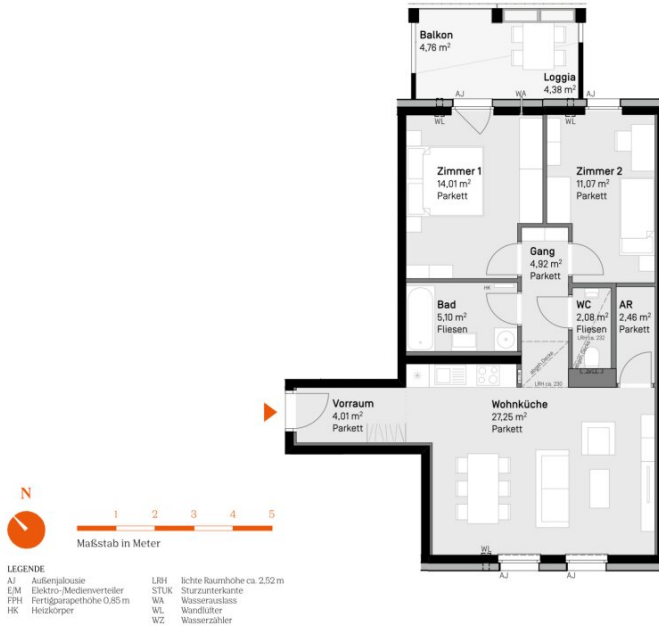 Balkon
4,76 m²
Loggia
4,38 m²
AJ
WA
AJ
WL
WL
Zimmer 1
14,01 m²
Parkett
Zimmer 2
11,07 m²
Parkett
Gang
4,92 m²
Parkett
HK
Bad
5,10 m²
Fliesen
WC
2,08 m²
Fliesen
LRH ca. 232
AR
2,46 m²
Parkett
LRH ca. 230
Vorraum
4,01 m²
Parkett
Wohnküche
27,25 m²
Parkett
WL
AJ
AJ
N
1 2 3 4 5
Maßstab in Meter
LEGENDE
AJ Außenjalousie
E/M Elektro-/Medienverteiler
FPH Fertigparapethöhe 0,85 m
HK Heizkörper
LRH lichte Raumhöhe ca. 2,52 m
STUK Sturzunterkante
WA Wasserauslass
WL Wandlüfter
WZ Wasserzähler